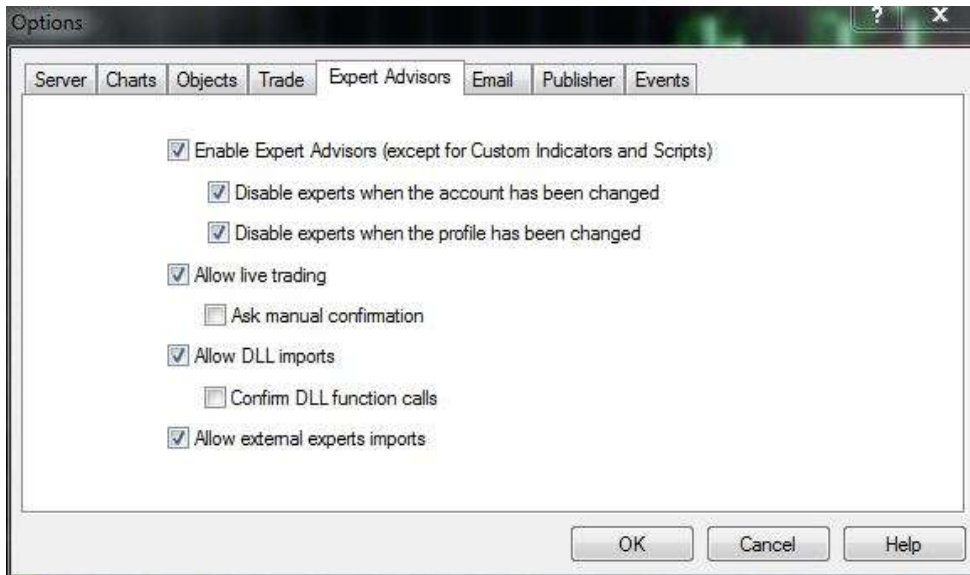 Options
?
X
Server Charts Objects Trade Expert Advisors Email Publisher Events
Enable Expert Advisors (except for Custom Indicators and Scripts)
Disable experts when the account has been changed
Disable experts when the profile has been changed
Allow live trading
Ask manual confirmation
Allow DLL imports
Confirm DLL function calls
Allow external experts imports
OK Cancel Help